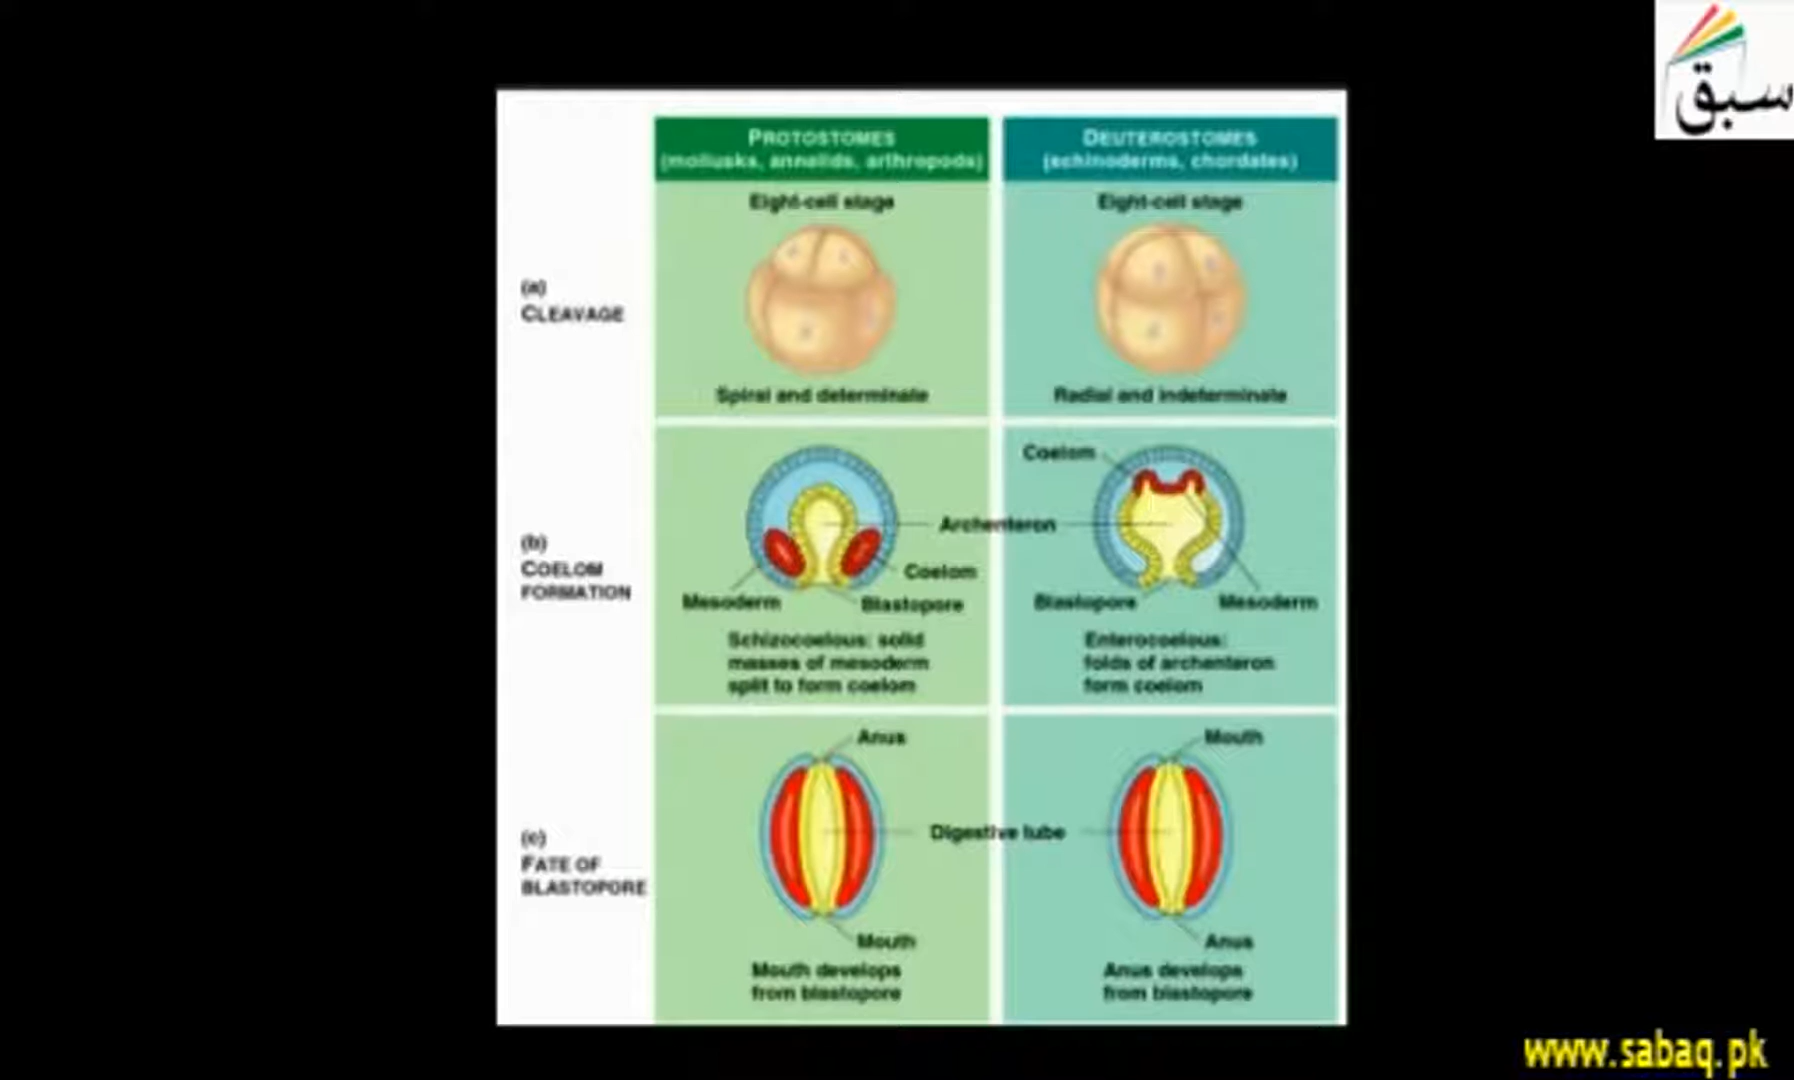 سبق
PROTOSTOMES
(mollusks, annelids, arthropods)
DEUTEROSTOMES
(echinoderms, chordates)
(a)
CLEAVAGE
Eight-cell stage
Spiral and determinate
Eight-cell stage
Radial and indeterminate
(b)
COELOM
FORMATION
Archenteron
Coelom
Mesoderm
Blastopore
Schizocoelous: solid
masses of mesoderm
split to form coelom
Coelom
Blastopore
Mesoderm
Enterocoelous:
folds of archenteron
form coelom
(c)
FATE OF
BLASTOPORE
Anus
Digestive tube
Mouth
Mouth develops
from blastopore
Mouth
Anus
Anus develops
from blastopore
www.sabaq.pk